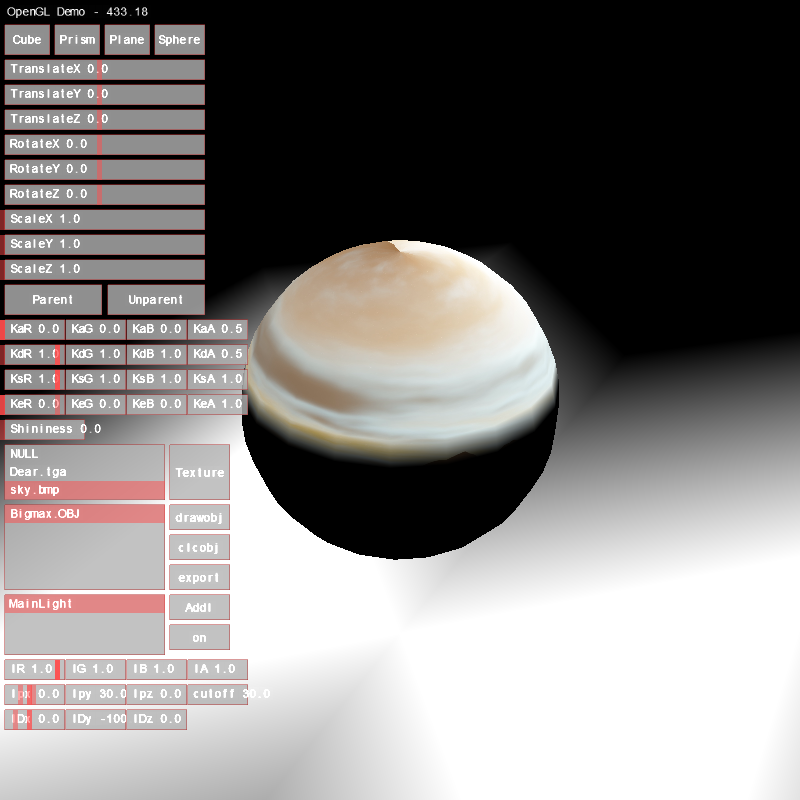 OpenGL Demo - 433.18
Cube Prism Plane Sphere
TranslateX 0.0
TranslateY 0.0
TranslateZ 0.0
RotateX 0.0
RotateY 0.0
RotateZ 0.0
ScaleX 1.0
ScaleY 1.0
ScaleZ 1.0
Parent Unparent
KaR 0.0 KaG 0.0 KaB 0.0 KaA 0.5
KdR 1.0 KdG 1.0 KdB 1.0 KdA 0.5
KsR 1.0 KsG 1.0 KsB 1.0 KsA 1.0
KeR 0.0 KeG 0.0 KeB 0.0 KeA 1.0
Shininess 0.0
NULL
Dear.tga
sky.bmp
Texture
Bigmax.OBJ
drawobj
clcobj
export
MainLight
Addl
on
IR 1.0 IG 1.0 IB 1.0 IA 1.0
Ipx 0.0 Ipy 30.0 Ipz 0.0 cutoff 30.0
IDx 0.0 IDy -100 IDz 0.0